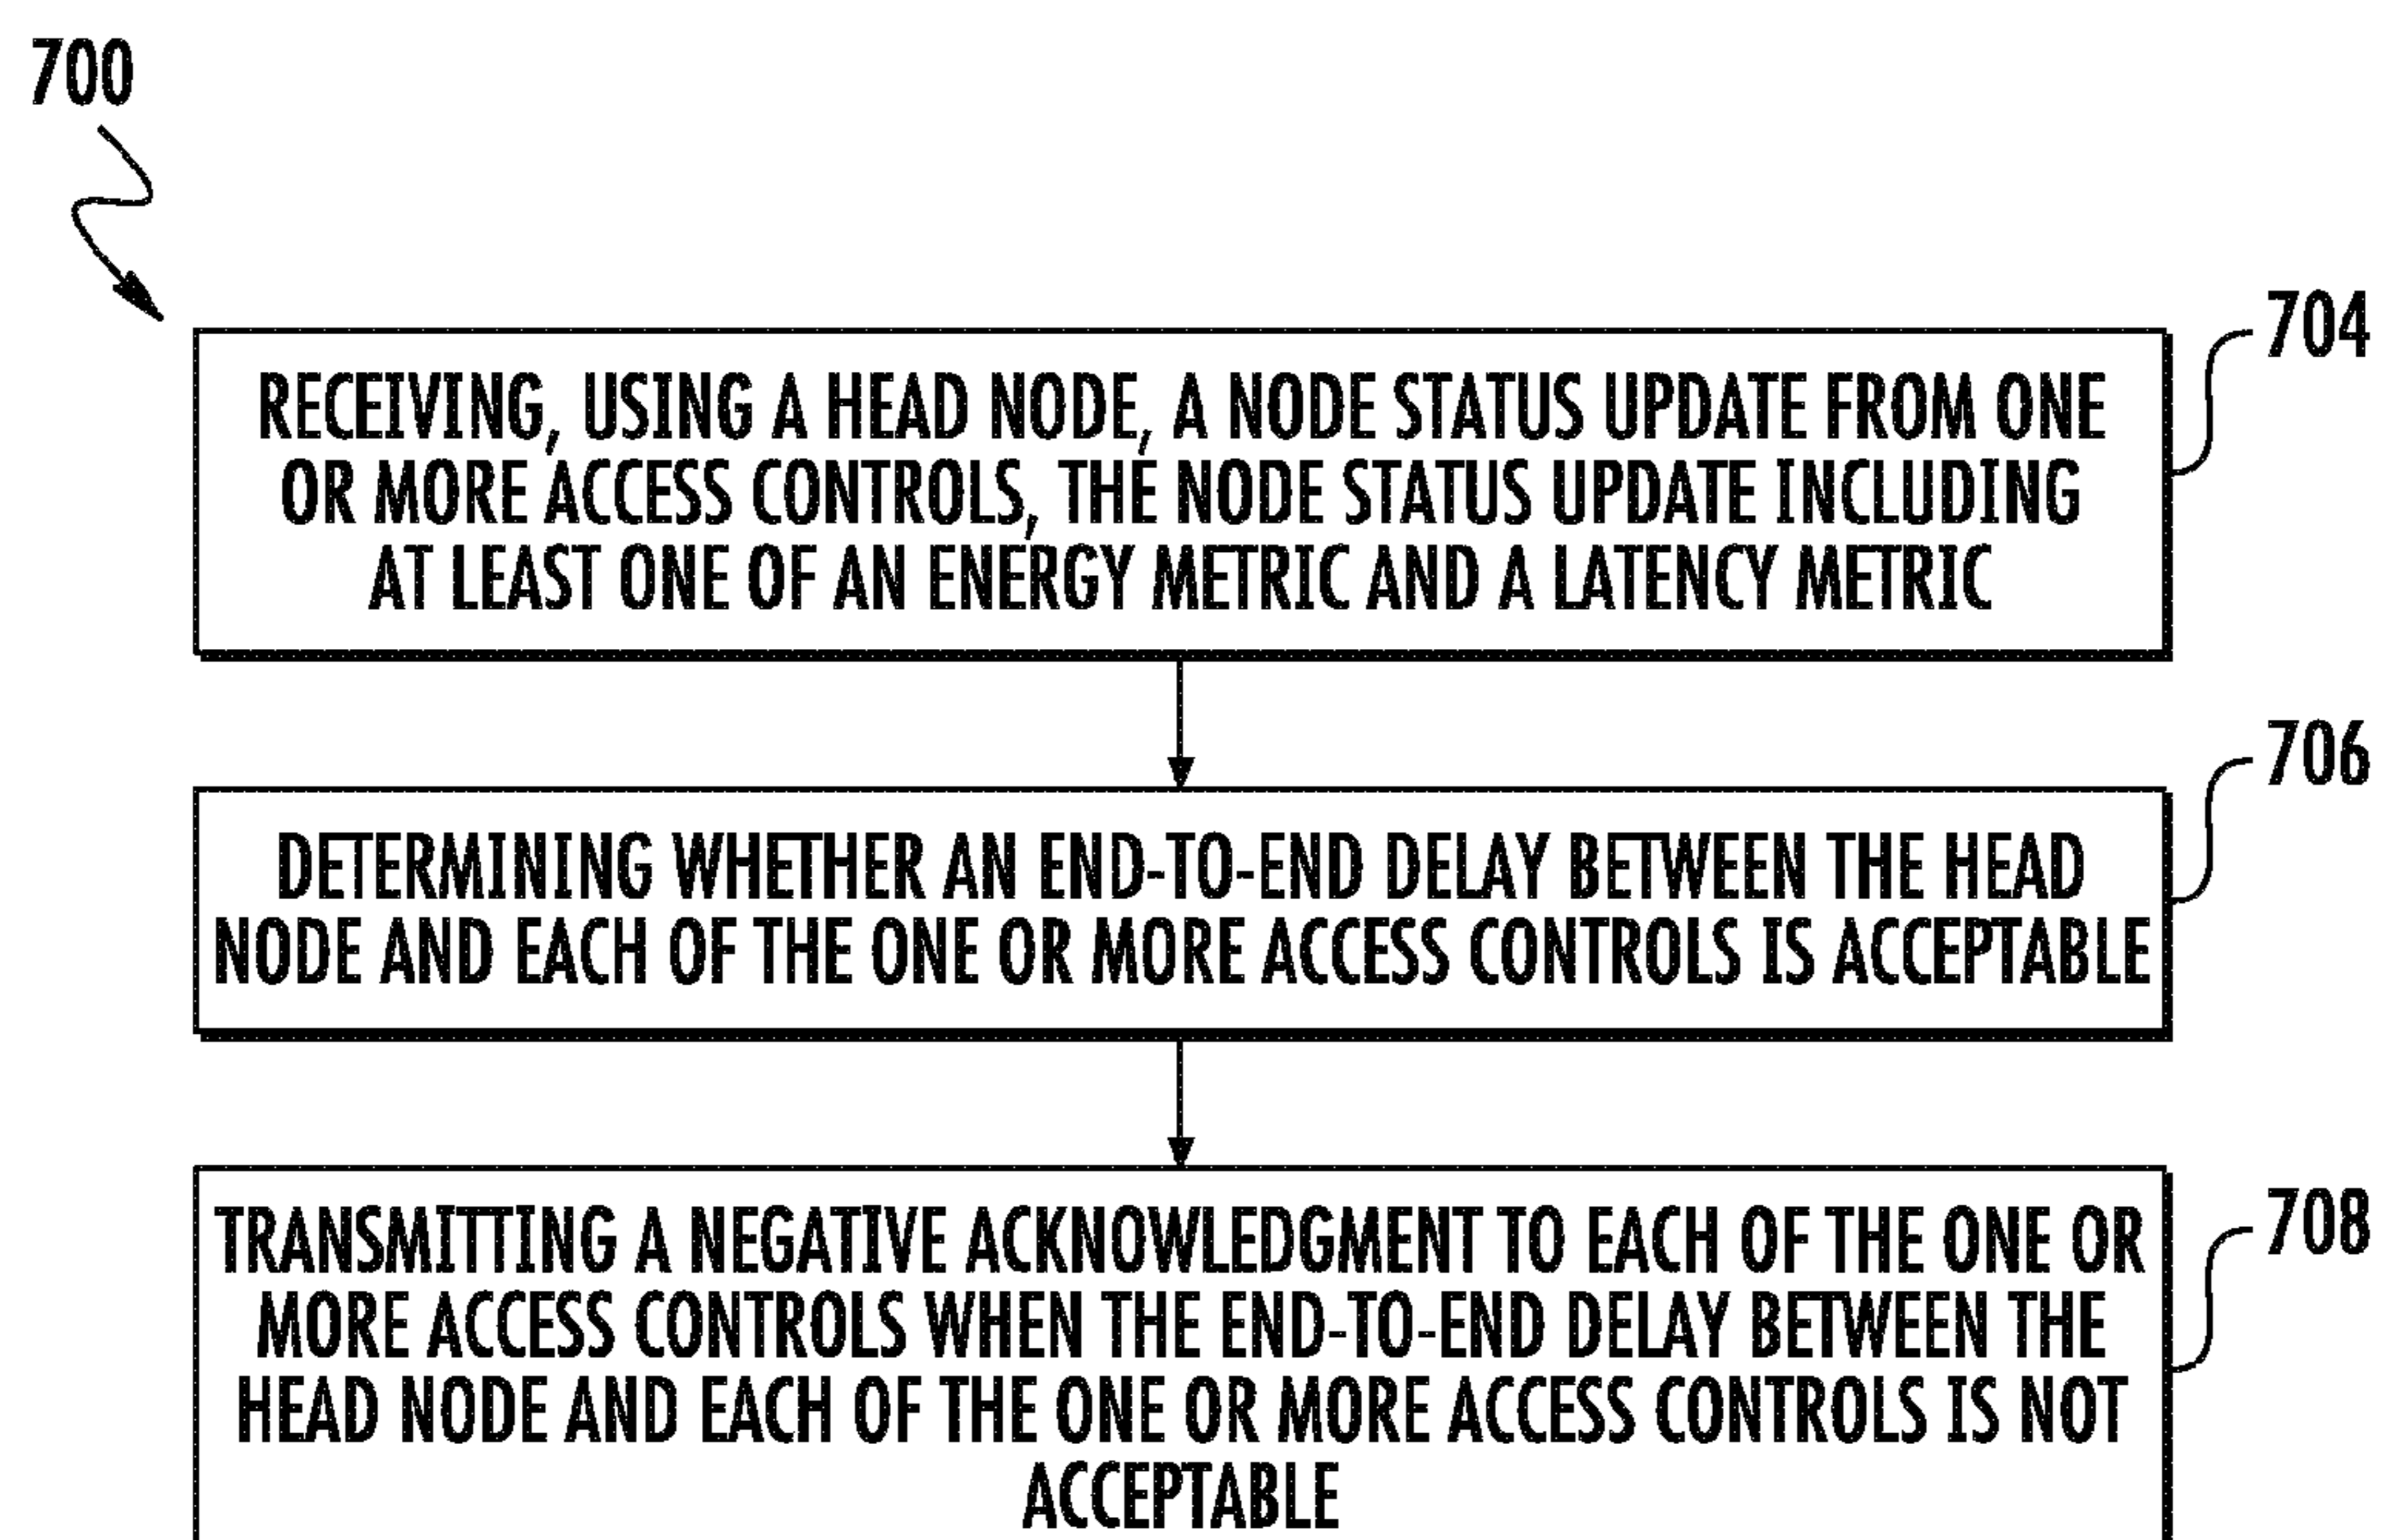 700
704
RECEIVING, USING A HEAD NODE, A NODE STATUS UPDATE FROM ONE
OR MORE ACCESS CONTROLS, THE NODE STATUS UPDATE INCLUDING
AT LEAST ONE OF AN ENERGY METRIC AND A LATENCY METRIC
706
DETERMINING WHETHER AN END-TO-END DELAY BETWEEN THE HEAD
NODE AND EACH OF THE ONE OR MORE ACCESS CONTROLS IS ACCEPTABLE
708
TRANSMITTING A NEGATIVE ACKNOWLEDGMENT TO EACH OF THE ONE OR
MORE ACCESS CONTROLS WHEN THE END-TO-END DELAY BETWEEN THE
HEAD NODE AND EACH OF THE ONE OR MORE ACCESS CONTROLS IS NOT
ACCEPTABLE